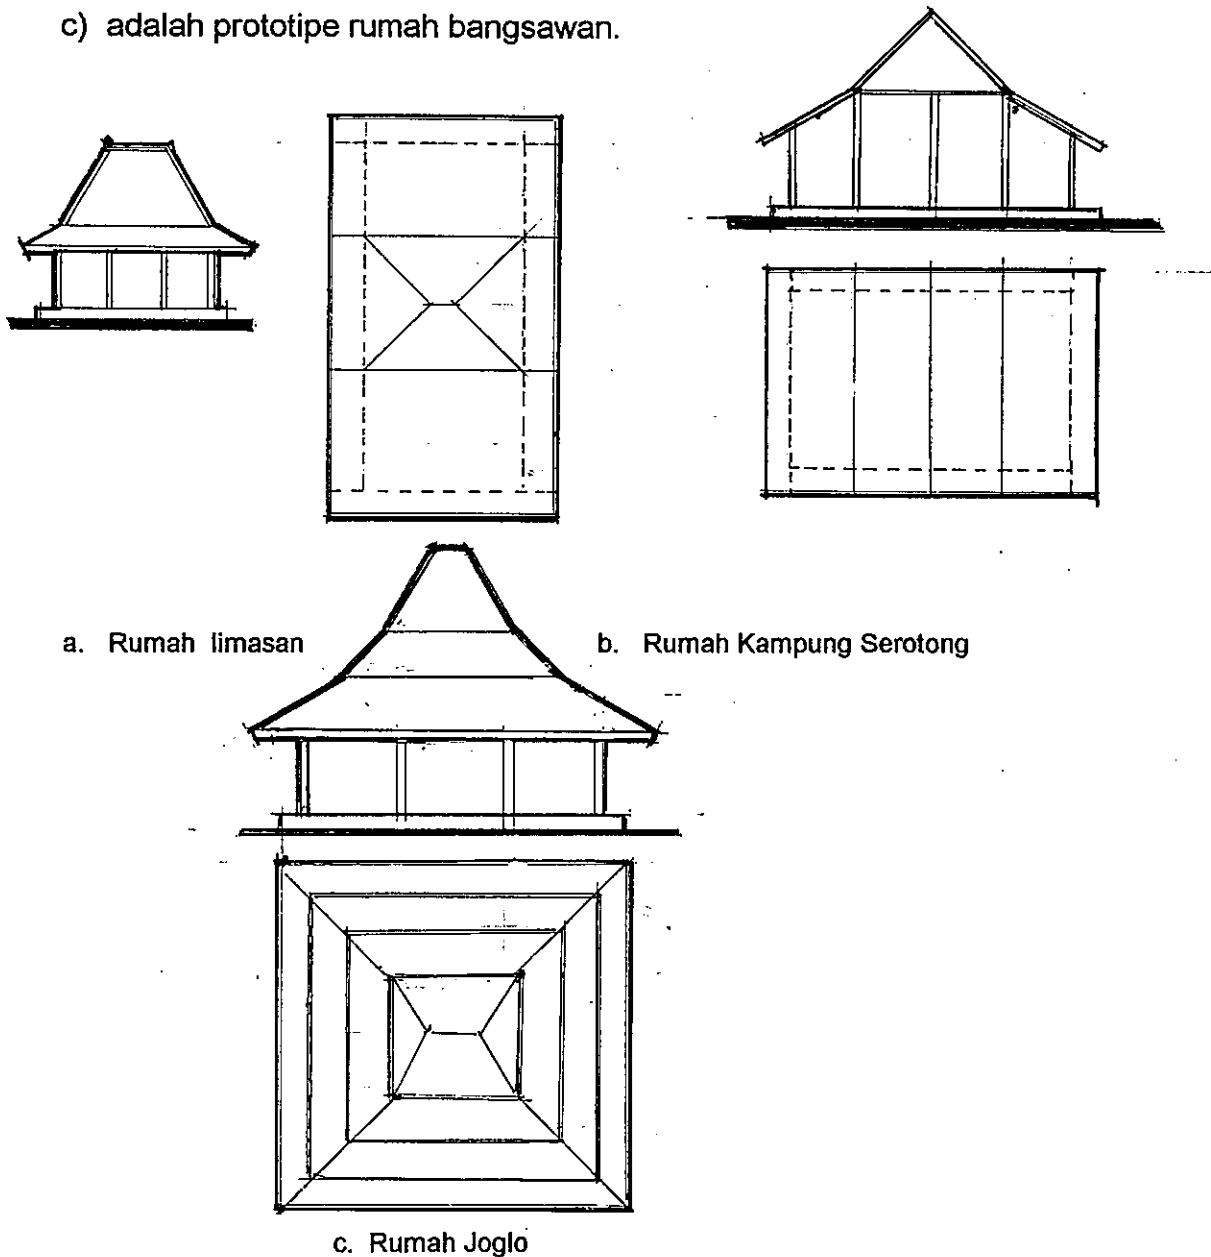 c) adalah prototipe rumah bangsawan.
a. Rumah limasan
b. Rumah Kampung Serotong
c. Rumah Joglo